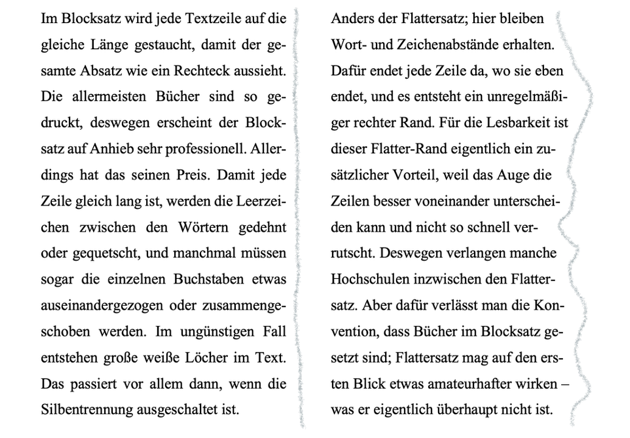 Im Blocksatz wird jede Textzeile auf die
gleiche Länge gestaucht, damit der ge-
samte Absatz wie ein Rechteck aussieht.
Die allermeisten Bücher sind so ge-
druckt, deswegen erscheint der Block-
satz auf Anhieb sehr professionell. Aller-
dings hat das seinen Preis. Damit jede
Zeile gleich lang ist, werden die Leerzei-
chen zwischen den Wörtern gedehnt
oder gequetscht, und manchmal müssen
sogar die einzelnen Buchstaben etwas
auseinandergezogen oder zusammenge-
schoben werden. Im ungünstigen Fall
entstehen große weiße Löcher im Text.
Das passiert vor allem dann, wenn die
Silbentrennung ausgeschaltet ist.
Anders der Flattersatz; hier bleiben
Wort- und Zeichenabstände erhalten.
Dafür endet jede Zeile da, wo sie eben
endet, und es entsteht ein unregelmäßi-
ger rechter Rand. Für die Lesbarkeit ist
dieser Flatter-Rand eigentlich ein zu-
sätzlicher Vorteil, weil das Auge die
Zeilen besser voneinander unterschei-
den kann und nicht so schnell ver-
rutscht. Deswegen verlangen manche
Hochschulen inzwischen den Flatter-
satz. Aber dafür verlässt man die Kon-
vention, dass Bücher im Blocksatz ge-
setzt sind; Flattersatz mag auf den ers-
ten Blick etwas amateurhafter wirken –
was er eigentlich überhaupt nicht ist.